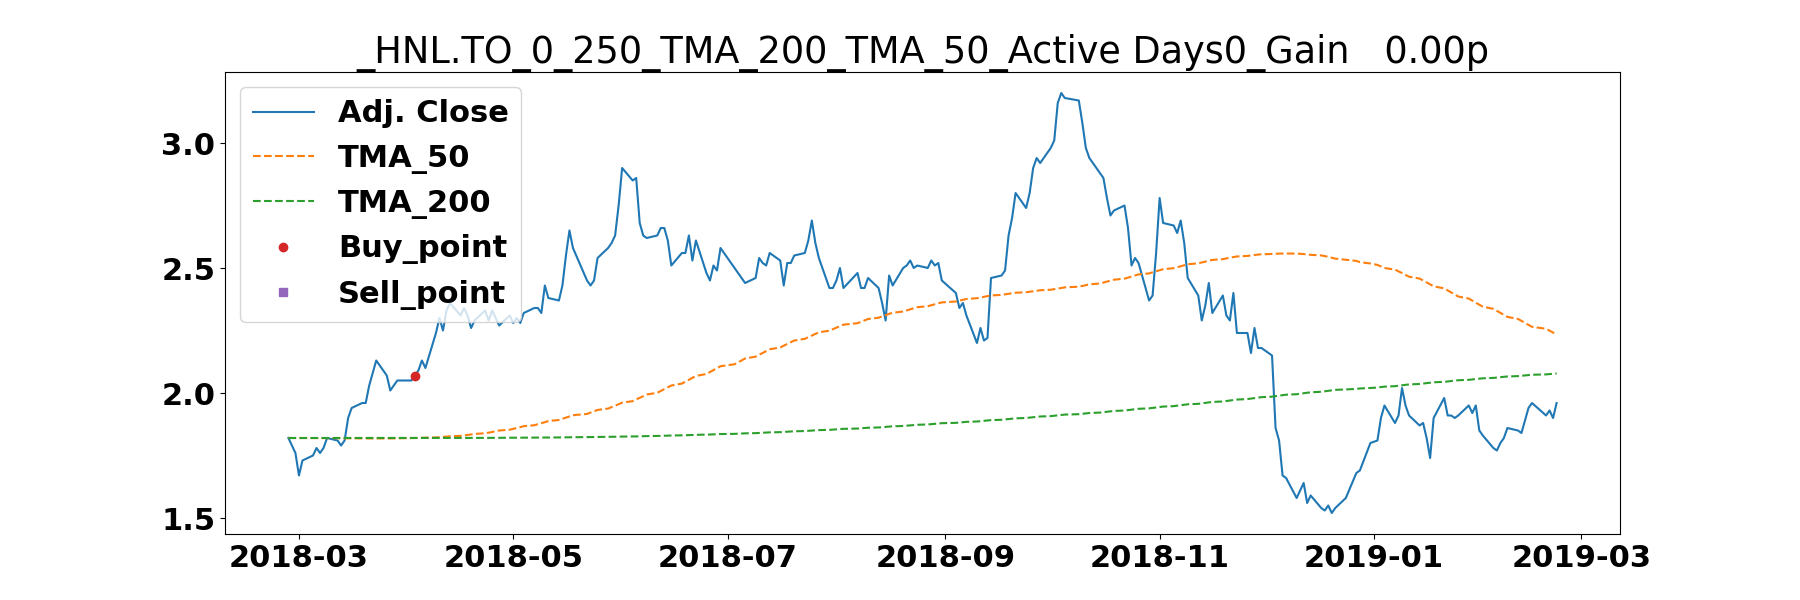 _HNL.TO_0_250_TMA_200_TMA_50_Active Days0_Gain   0.00p
Adj. Close
TMA_50
TMA_200
Buy_point
Sell_point
3.0
2.5
2.0
1.5
2018-03 2018-05 2018-07 2018-09 2018-11 2019-01 2019-03